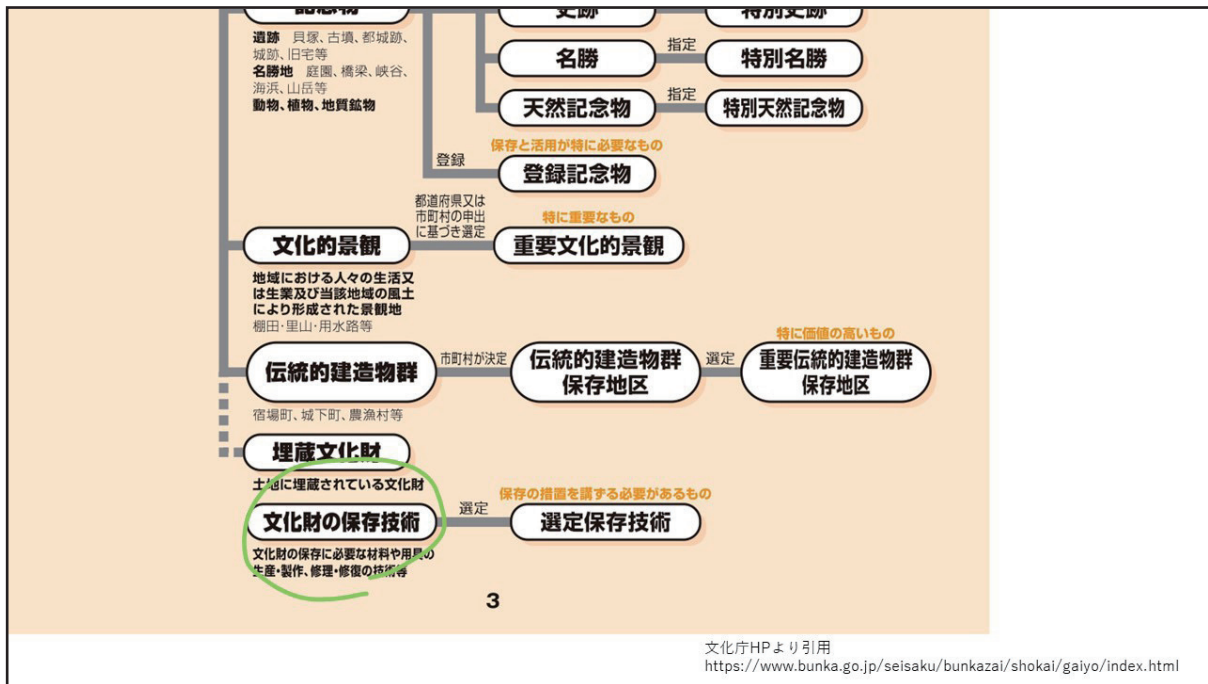 記念物
史跡
特別史跡
遺跡 貝塚、古墳、都城跡、
城跡、旧宅等
名勝地 庭園、橋梁、峡谷、
海浜、山岳等
動物、植物、地質鉱物
名勝
指定
特別名勝
天然記念物
指定
特別天然記念物
登録
保存と活用が特に必要なもの
登録記念物
文化的景観
都道府県又は
市町村の申出
に基づき選定
特に重要なもの
重要文化的景観
地域における人々の生活又
は生業及び当該地域の風土
により形成された景観地
棚田・里山・用水路等
伝統的建造物群
市町村が決定
伝統的建造物群
保存地区
選定
特に価値の高いもの
重要伝統的建造物群
保存地区
宿場町、城下町、農漁村等
埋蔵文化財
土地に埋蔵されている文化財
文化財の保存技術
選定
保存の措置を講ずる必要があるもの
選定保存技術
文化財の保存に必要な材料や用具の
生産・製作、修理・修復の技術等
3
文化庁HPより引用
https://www.bunka.go.jp/seisaku/bunkazai/shokai/gaiyo/index.html